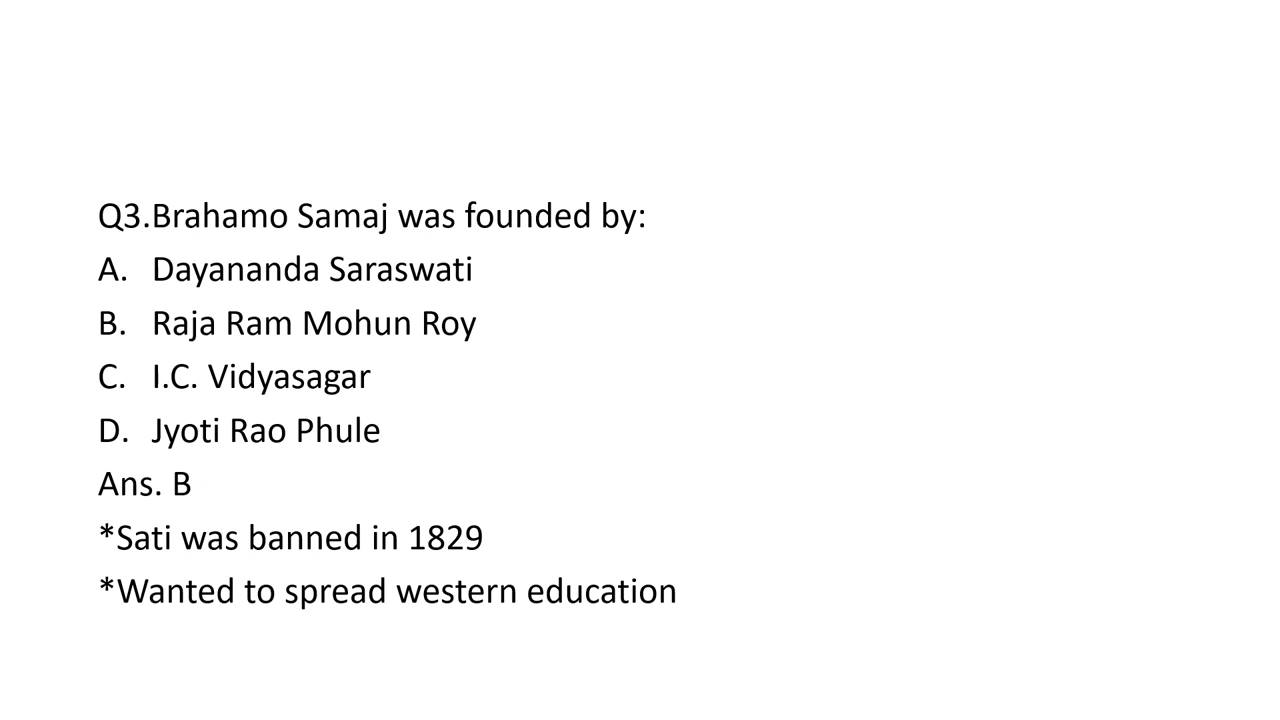 Q3.Brahamo Samaj was founded by:
A. Dayananda Saraswati
B. Raja Ram Mohun Roy
C. I.C. Vidyasagar
D. Jyoti Rao Phule
Ans. B
*Sati was banned in 1829
*Wanted to spread western education